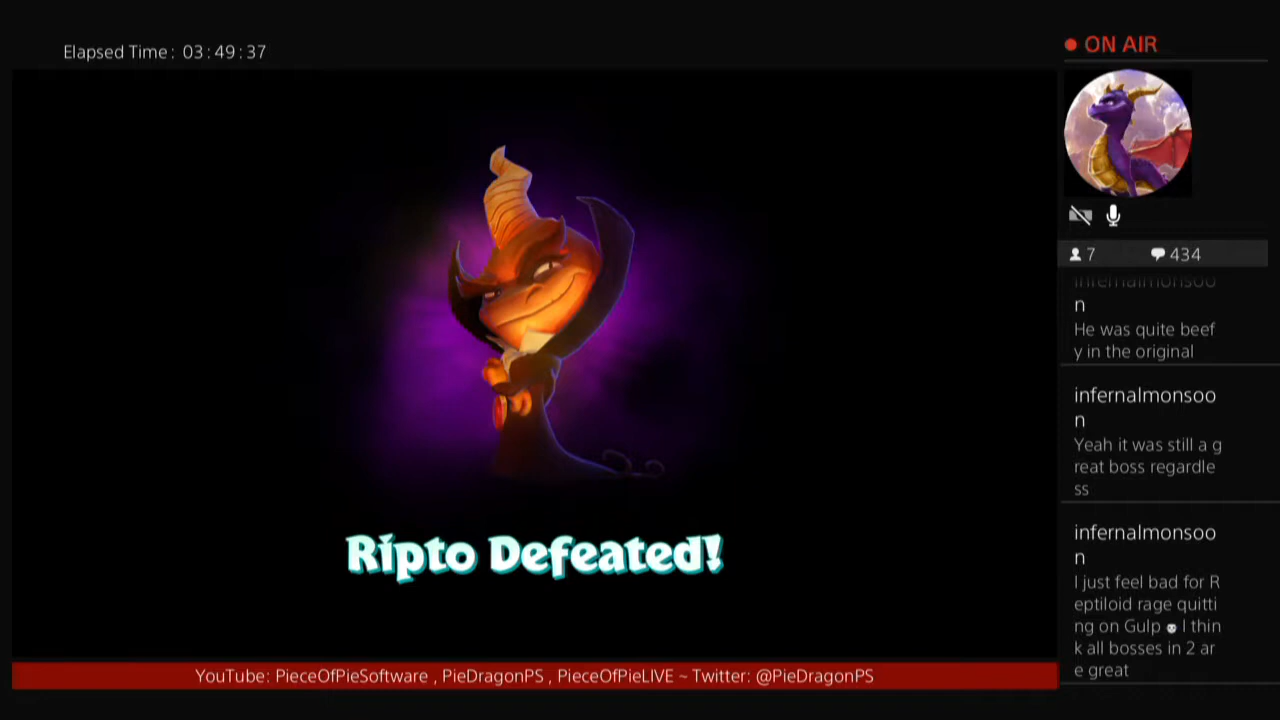 Elapsed Time: 03:49:37
ON AIR
7 434
infernalmonsoo
n
He was quite beef
y in the original
infernalmonsoo
n
Yeah it was still a g
reat boss regardle
ss
infernalmonsoo
n
I just feel bad for R
eptiloid rage quitti
ng on Gulp 💀 I thin
k all bosses in 2 ar
e great
Ripto Defeated!
YouTube: PieceOfPieSoftware , PieDragonPS , PieceOfPieLIVE ~ Twitter: @PieDragonPS